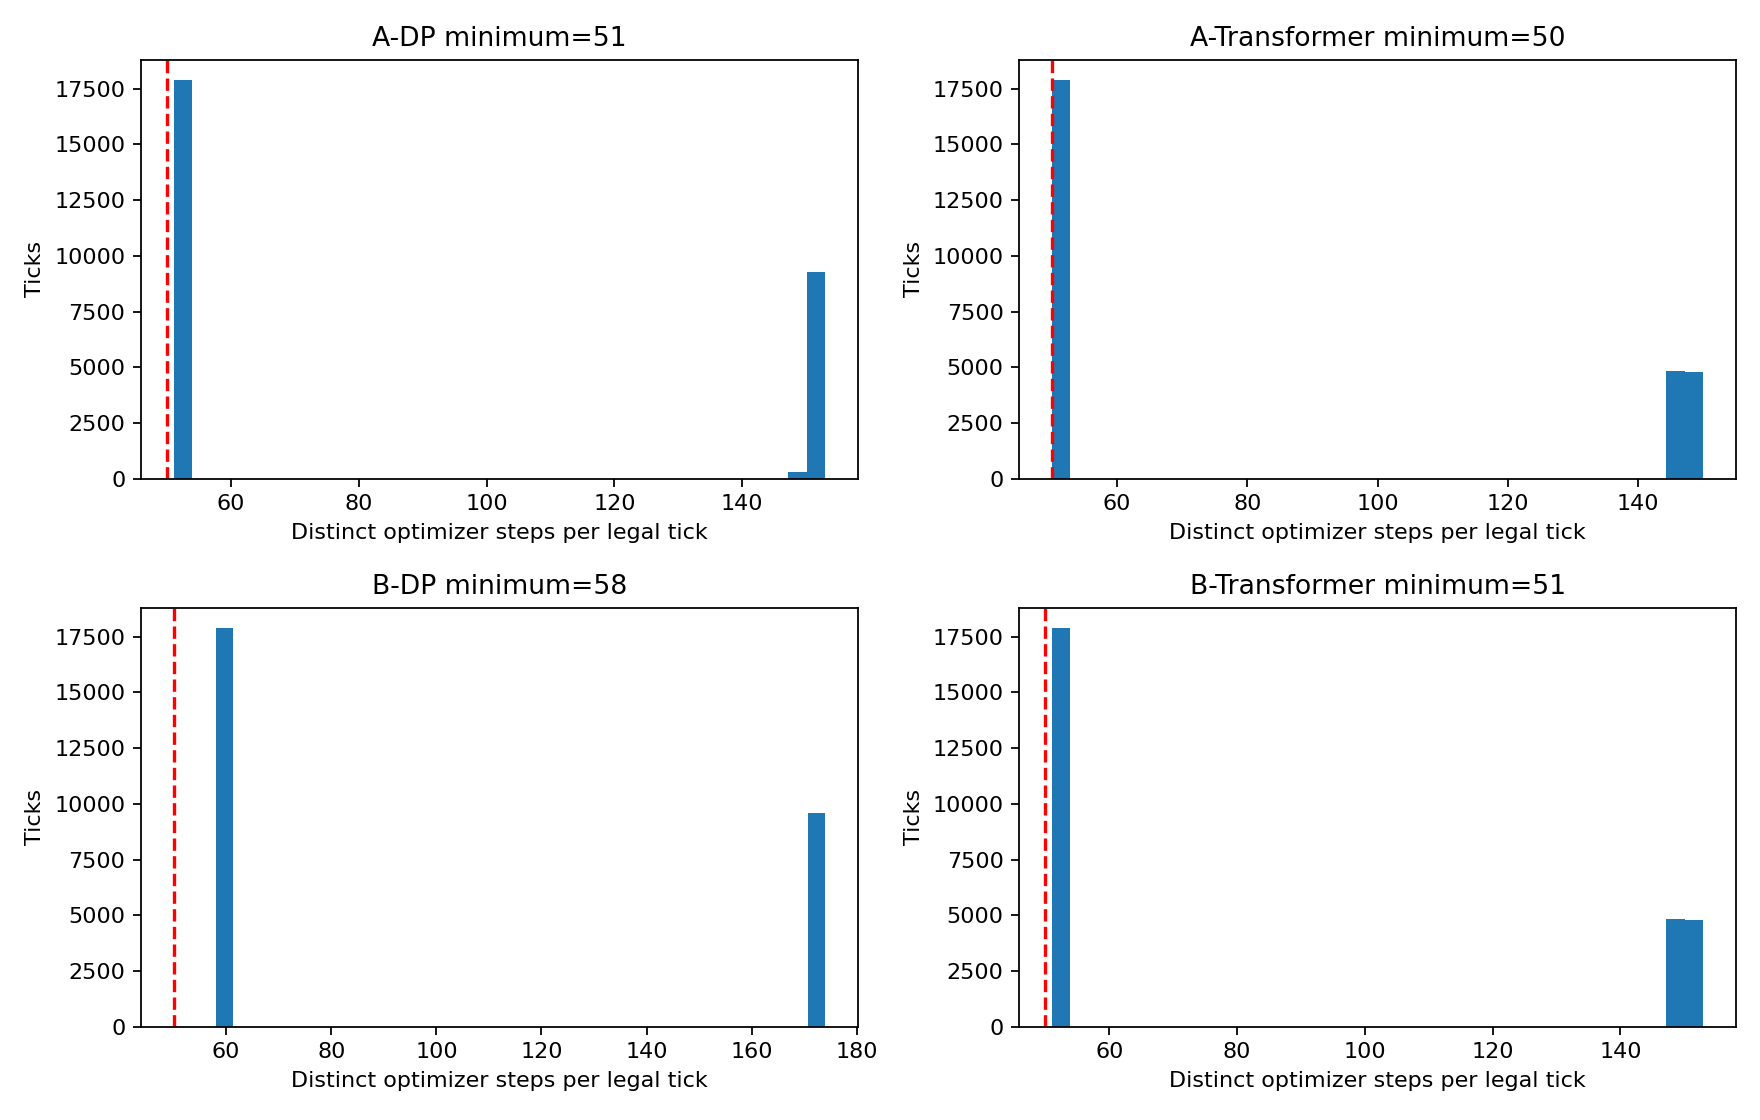 A-DP minimum=51
17500
15000
12500
10000
7500
5000
2500
0
Ticks
60 80 100 120 140
Distinct optimizer steps per legal tick
A-Transformer minimum=50
17500
15000
12500
10000
7500
5000
2500
0
Ticks
60 80 100 120 140
Distinct optimizer steps per legal tick
B-DP minimum=58
17500
15000
12500
10000
7500
5000
2500
0
Ticks
60 80 100 120 140 160 180
Distinct optimizer steps per legal tick
B-Transformer minimum=51
17500
15000
12500
10000
7500
5000
2500
0
Ticks
60 80 100 120 140
Distinct optimizer steps per legal tick